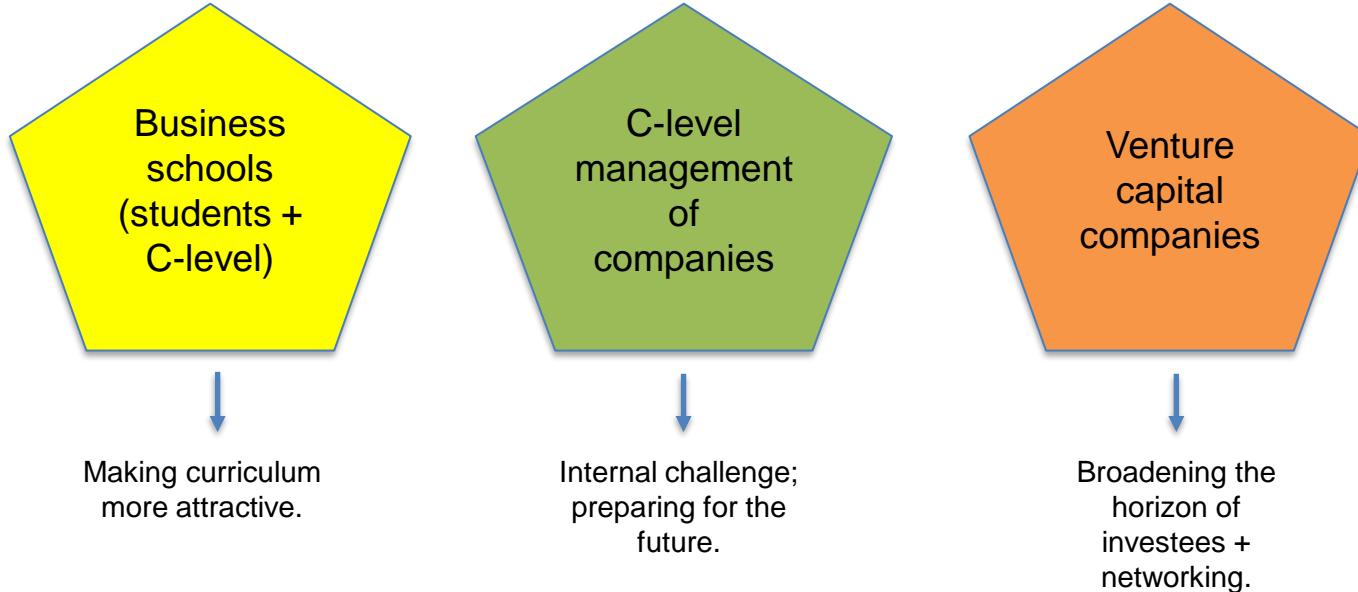 Business
schools
(students +
C-level)
Making curriculum
more attractive.
C-level
management
of
companies
Internal challenge;
preparing for the
future.
Venture
capital
companies
Broadening the
horizon of
investees +
networking.